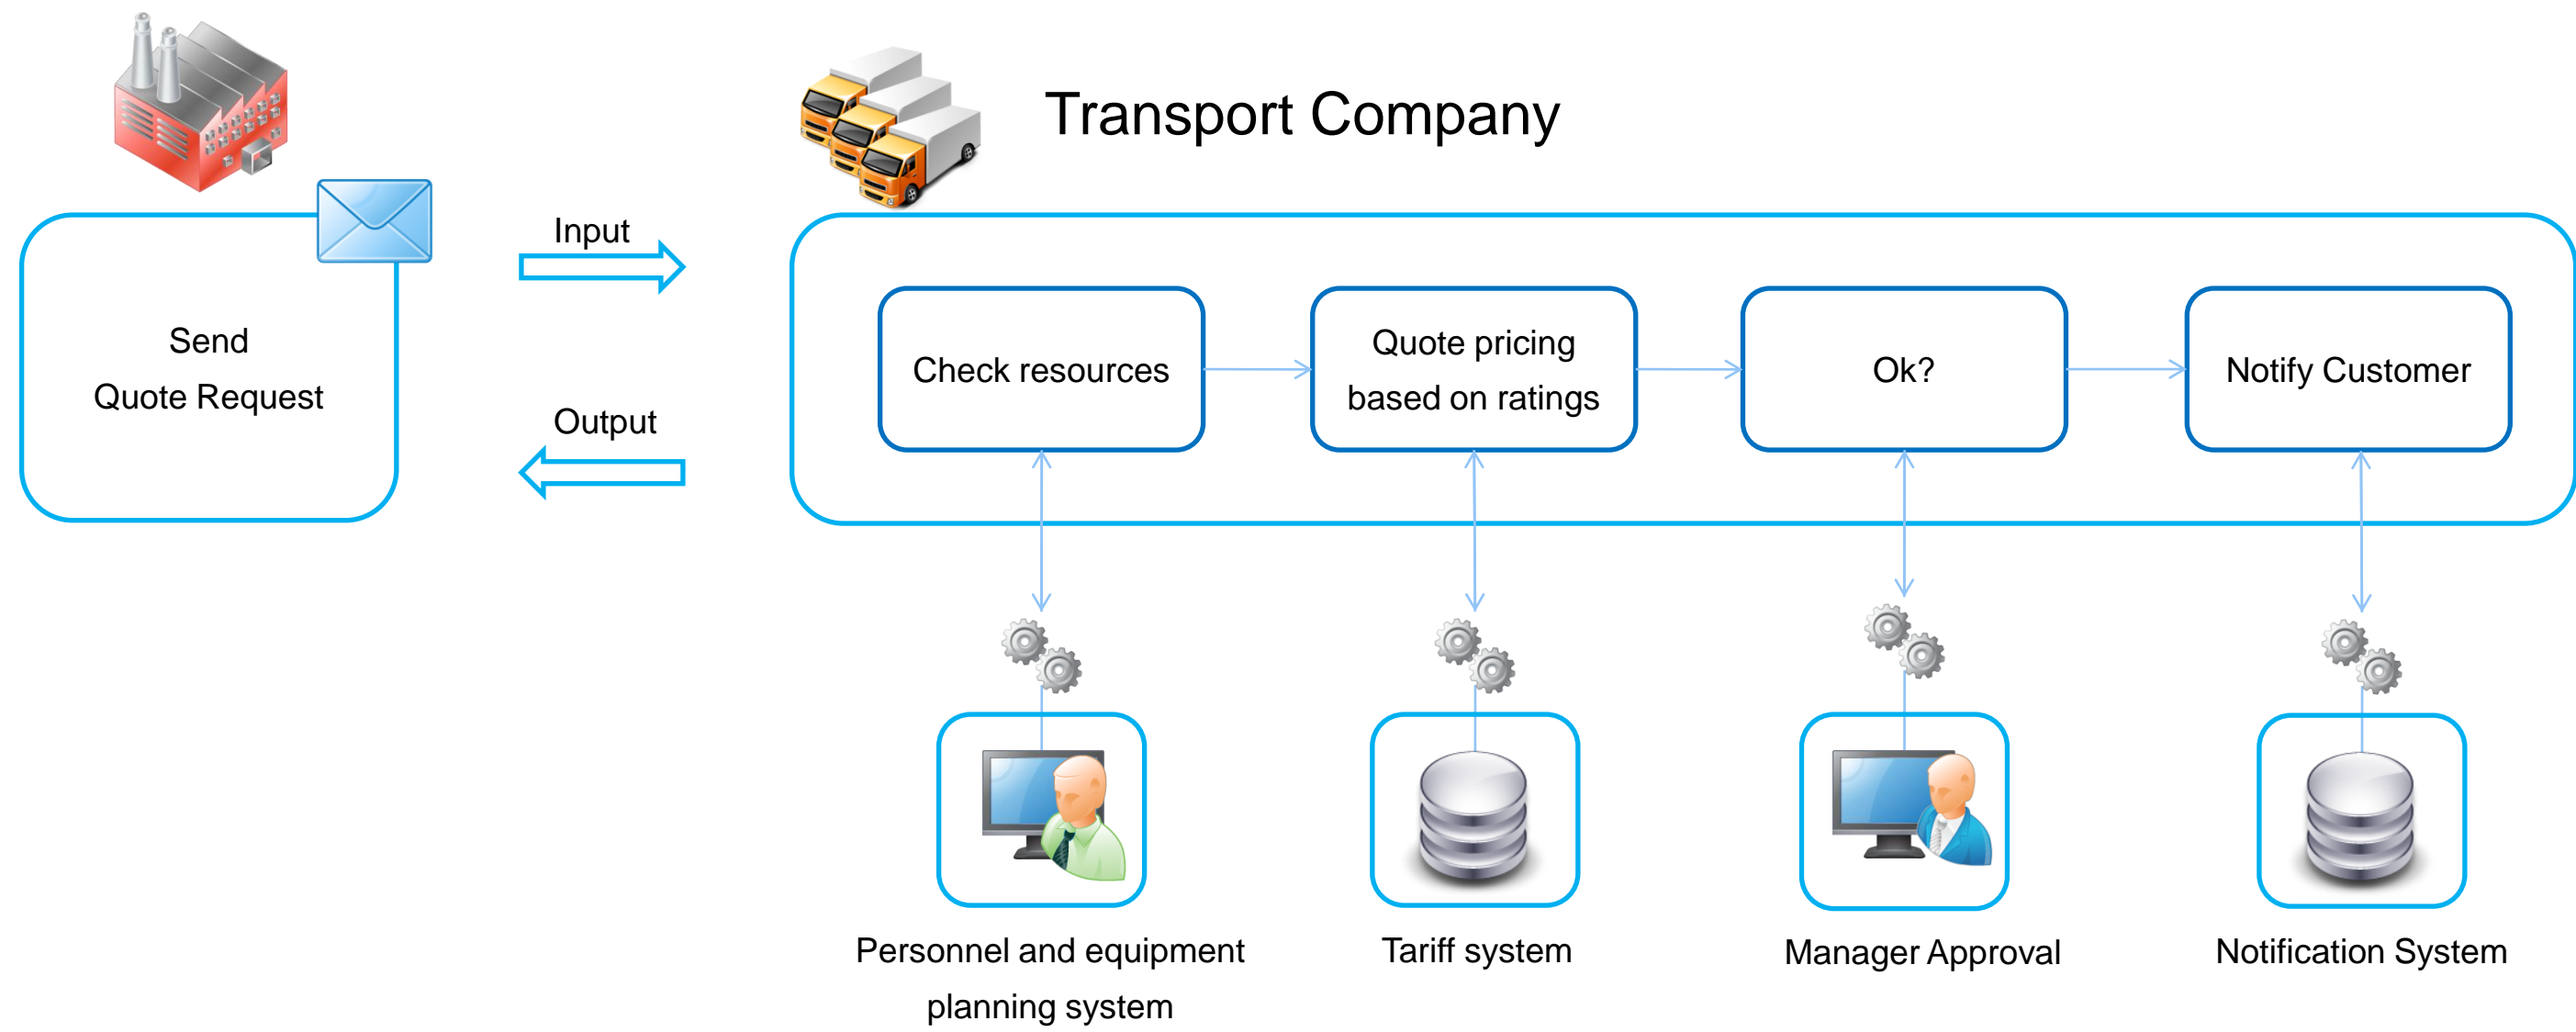 Transport Company
Send
Quote Request
Input
Output
Check resources
Quote pricing
based on ratings
Ok?
Notify Customer
Personnel and equipment
planning system
Tariff system
Manager Approval
Notification System